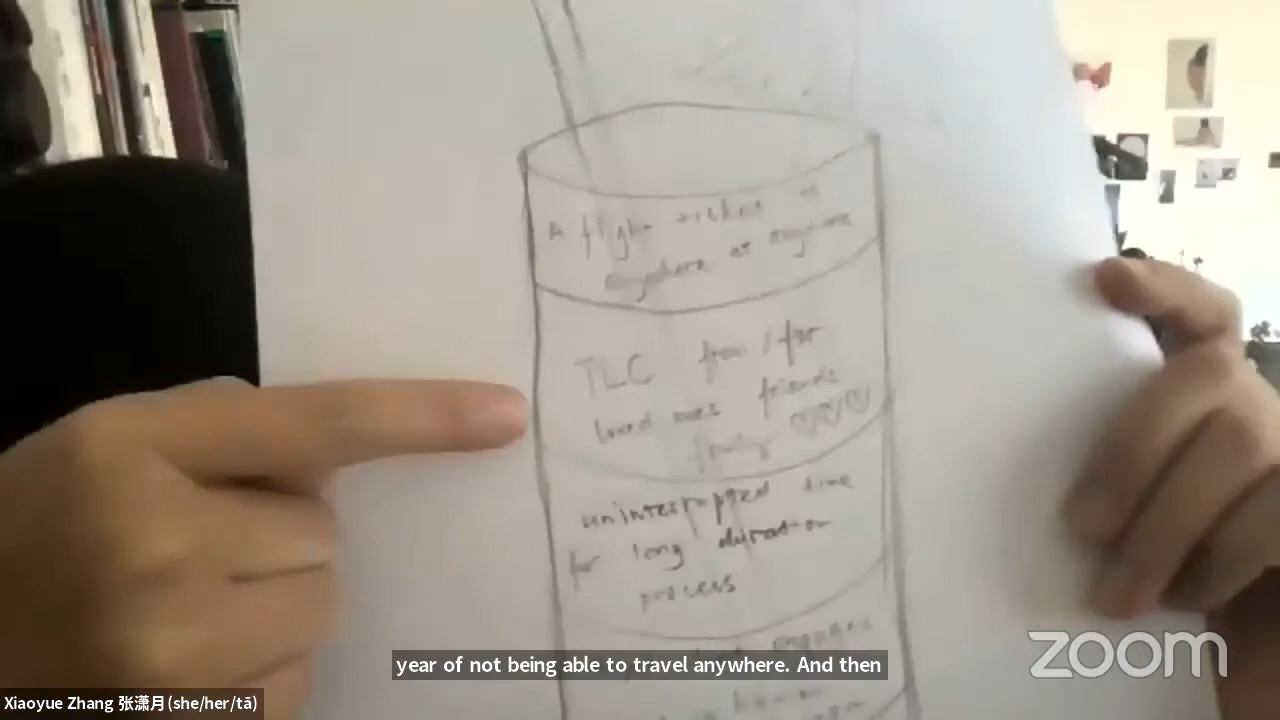 A flight ticket to
anywhere at anytime
TLC from / for
loved ones friends
family
uninterrupted time
for long duration
process
organic
human
year of not being able to travel anywhere. And then
zoom
Xiaoyue Zhang 张潇月(she/her/tā)